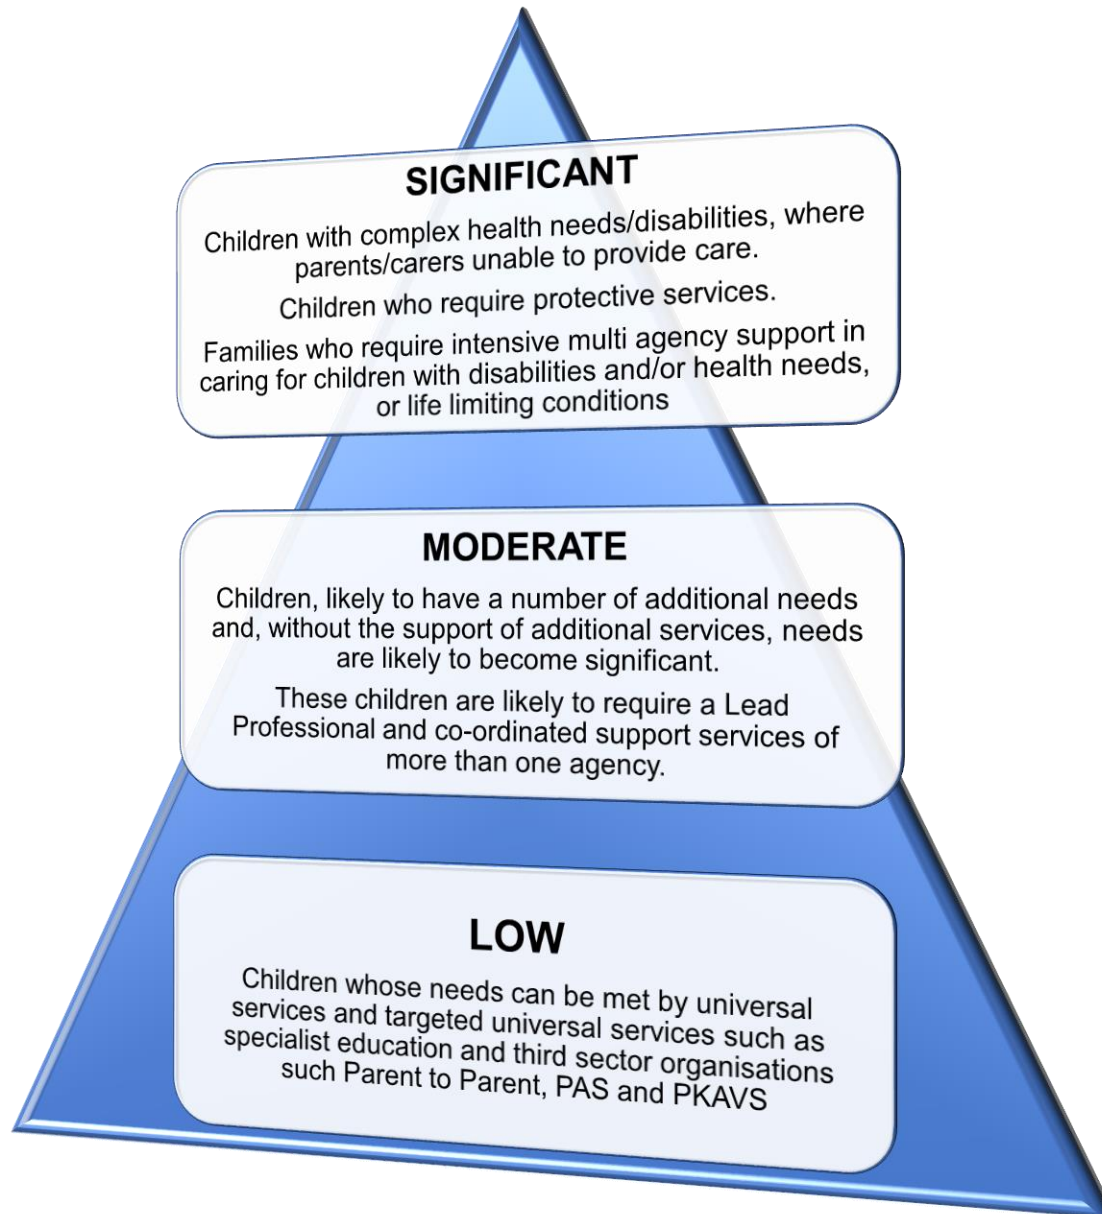 SIGNIFICANT
Children with complex health needs/disabilities, where
parents/carers unable to provide care.
Children who require protective services.
Families who require intensive multi agency support in
caring for children with disabilities and/or health needs,
or life limiting conditions
MODERATE
Children, likely to have a number of additional needs
and, without the support of additional services, needs
are likely to become significant.
These children are likely to require a Lead
Professional and co-ordinated support services of
more than one agency.
LOW
Children whose needs can be met by universal
services and targeted universal services such as
specialist education and third sector organisations
such Parent to Parent, PAS and PKAVS